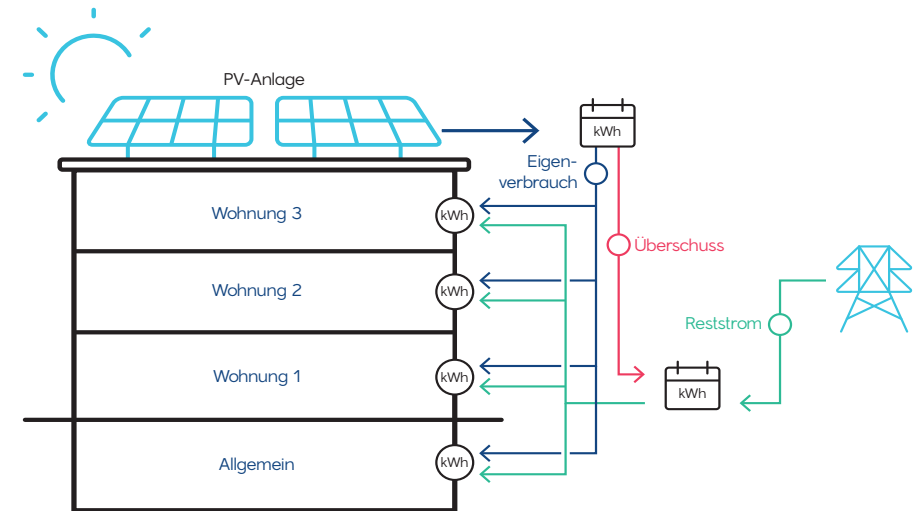 PV-Anlage
kWh
Eigen-
verbrauch
Wohnung 3
kWh
Überschuss
Wohnung 2
kWh
Reststrom
Wohnung 1
kWh
kWh
Allgemein
kWh